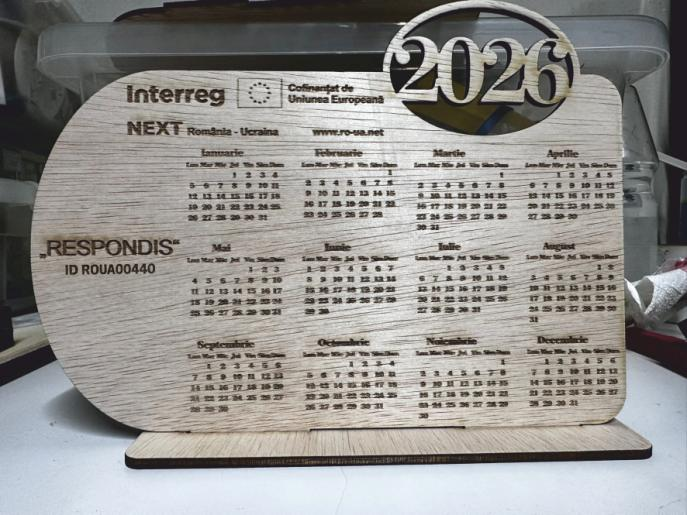 2026
Interreg
Cofinanțat de
Uniunea Europeană
NEXT România - Ucraina
www.ro-ua.net
Ianuarie
Lun Mar Mie Joi Vin Sâm Dum
1 2 3 4
5 6 7 8 9 10 11
12 13 14 15 16 17 18
19 20 21 22 23 24 25
26 27 28 29 30 31
Februarie
Lun Mar Mie Joi Vin Sâm Dum
1
2 3 4 5 6 7 8
9 10 11 12 13 14 15
16 17 18 19 20 21 22
23 24 25 26 27 28
Martie
Lun Mar Mie Joi Vin Sâm Dum
1
2 3 4 5 6 7 8
9 10 11 12 13 14 15
16 17 18 19 20 21 22
23 24 25 26 27 28 29
30 31
Aprilie
Lun Mar Mie Joi Vin Sâm Dum
1 2 3 4 5
6 7 8 9 10 11 12
13 14 15 16 17 18 19
20 21 22 23 24 25 26
27 28 29 30
„RESPONDIS“
ID ROUA00440
Mai
Lun Mar Mie Joi Vin Sâm Dum
1 2 3
4 5 6 7 8 9 10
11 12 13 14 15 16 17
18 19 20 21 22 23 24
25 26 27 28 29 30 31
Iunie
Lun Mar Mie Joi Vin Sâm Dum
1 2 3 4 5 6 7
8 9 10 11 12 13 14
15 16 17 18 19 20 21
22 23 24 25 26 27 28
29 30
Iulie
Lun Mar Mie Joi Vin Sâm Dum
1 2 3 4 5
6 7 8 9 10 11 12
13 14 15 16 17 18 19
20 21 22 23 24 25 26
27 28 29 30 31
August
Lun Mar Mie Joi Vin Sâm Dum
1 2
3 4 5 6 7 8 9
10 11 12 13 14 15 16
17 18 19 20 21 22 23
24 25 26 27 28 29 30
31
Septembrie
Lun Mar Mie Joi Vin Sâm Dum
1 2 3 4 5 6
7 8 9 10 11 12 13
14 15 16 17 18 19 20
21 22 23 24 25 26 27
28 29 30
Octombrie
Lun Mar Mie Joi Vin Sâm Dum
1 2 3 4
5 6 7 8 9 10 11
12 13 14 15 16 17 18
19 20 21 22 23 24 25
26 27 28 29 30 31
Noiembrie
Lun Mar Mie Joi Vin Sâm Dum
1
2 3 4 5 6 7 8
9 10 11 12 13 14 15
16 17 18 19 20 21 22
23 24 25 26 27 28 29
30
Decembrie
Lun Mar Mie Joi Vin Sâm Dum
1 2 3 4 5 6
7 8 9 10 11 12 13
14 15 16 17 18 19 20
21 22 23 24 25 26 27
28 29 30 31